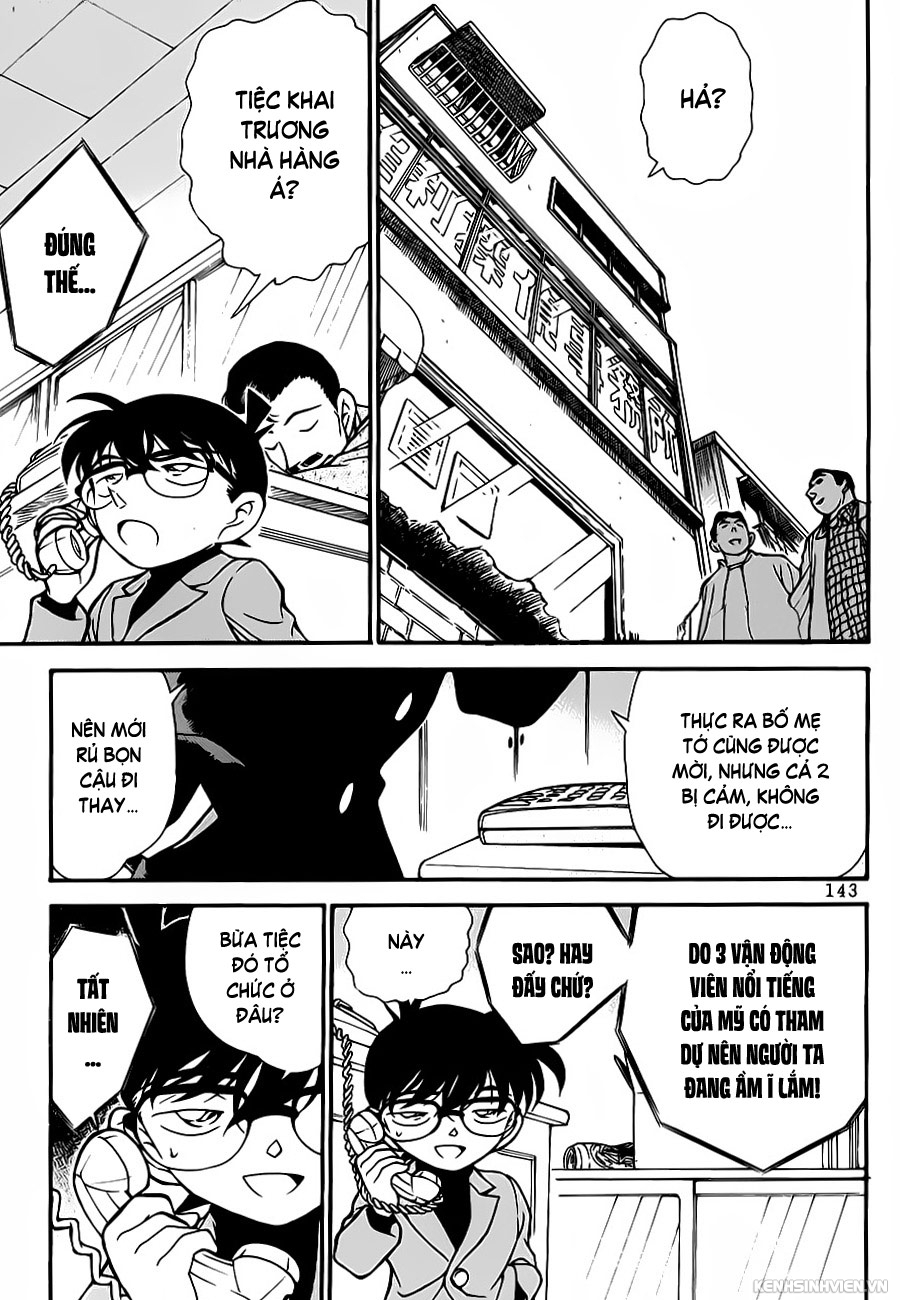 HẢ?
TIỆC KHAI
TRƯƠNG
NHÀ HÀNG
Á?
ĐÚNG
THẾ...
THỰC RA BỐ MẸ
TỚ CŨNG ĐƯỢC
MỜI, NHƯNG CẢ 2
BỊ CẢM, KHÔNG
ĐI ĐƯỢC...
NÊN MỚI
RỦ BỌN
CẬU ĐI
THAY...
143
DO 3 VẬN ĐỘNG
VIÊN NỔI TIẾNG
CỦA MỸ CÓ THAM
DỰ NÊN NGƯỜI TA
ĐANG ẦM Ĩ LẮM!
SAO? HAY
ĐẤY CHỨ?
NÀY
...
BỮA TIỆC
ĐÓ TỔ
CHỨC Ở
ĐÂU?
TẤT
NHIÊN
...
KENHSINHVIEN.VN